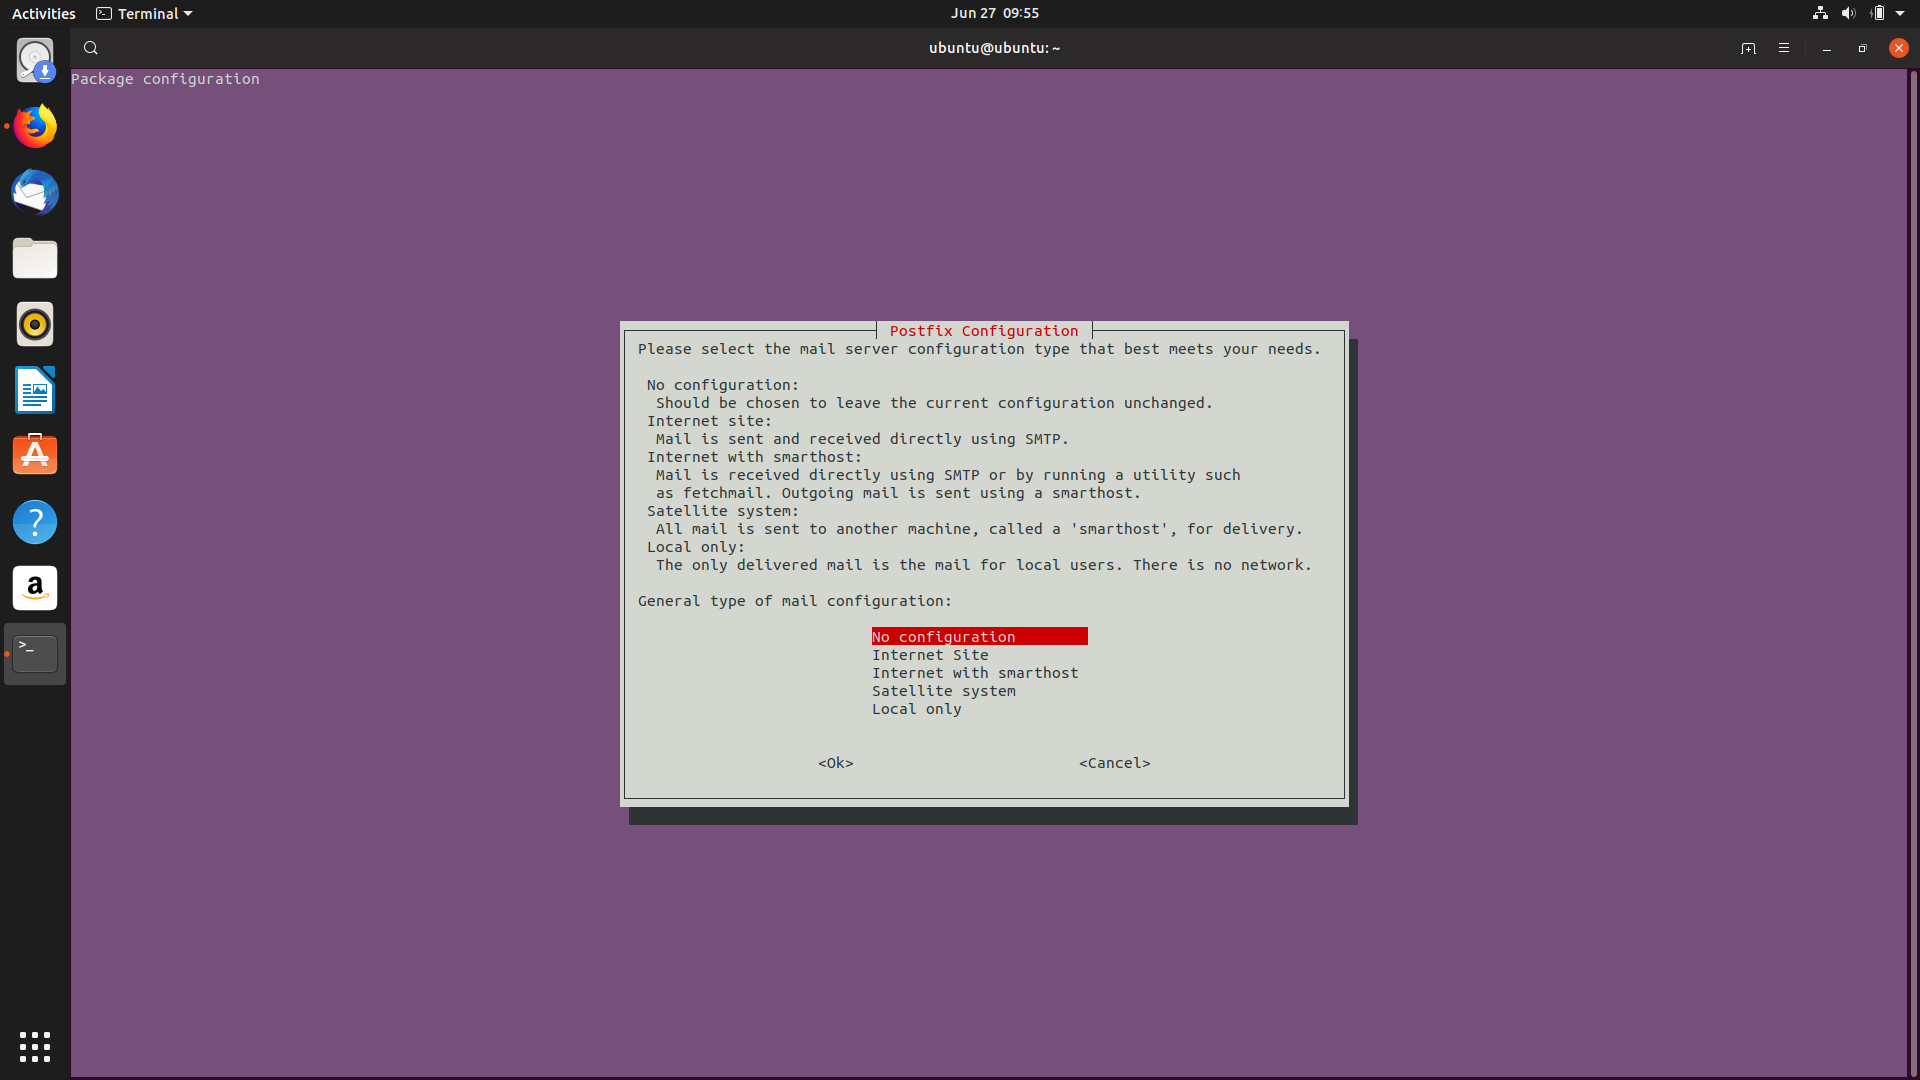 Activities
Terminal
Jun 27 09:55
ubuntu@ubuntu: ~
Package configuration
Postfix Configuration
Please select the mail server configuration type that best meets your needs.
No configuration:
Should be chosen to leave the current configuration unchanged.
Internet site:
Mail is sent and received directly using SMTP.
Internet with smarthost:
Mail is received directly using SMTP or by running a utility such
as fetchmail. Outgoing mail is sent using a smarthost.
Satellite system:
All mail is sent to another machine, called a 'smarthost', for delivery.
Local only:
The only delivered mail is the mail for local users. There is no network.
General type of mail configuration:
No configuration
Internet Site
Internet with smarthost
Satellite system
Local only
<Ok> <Cancel>